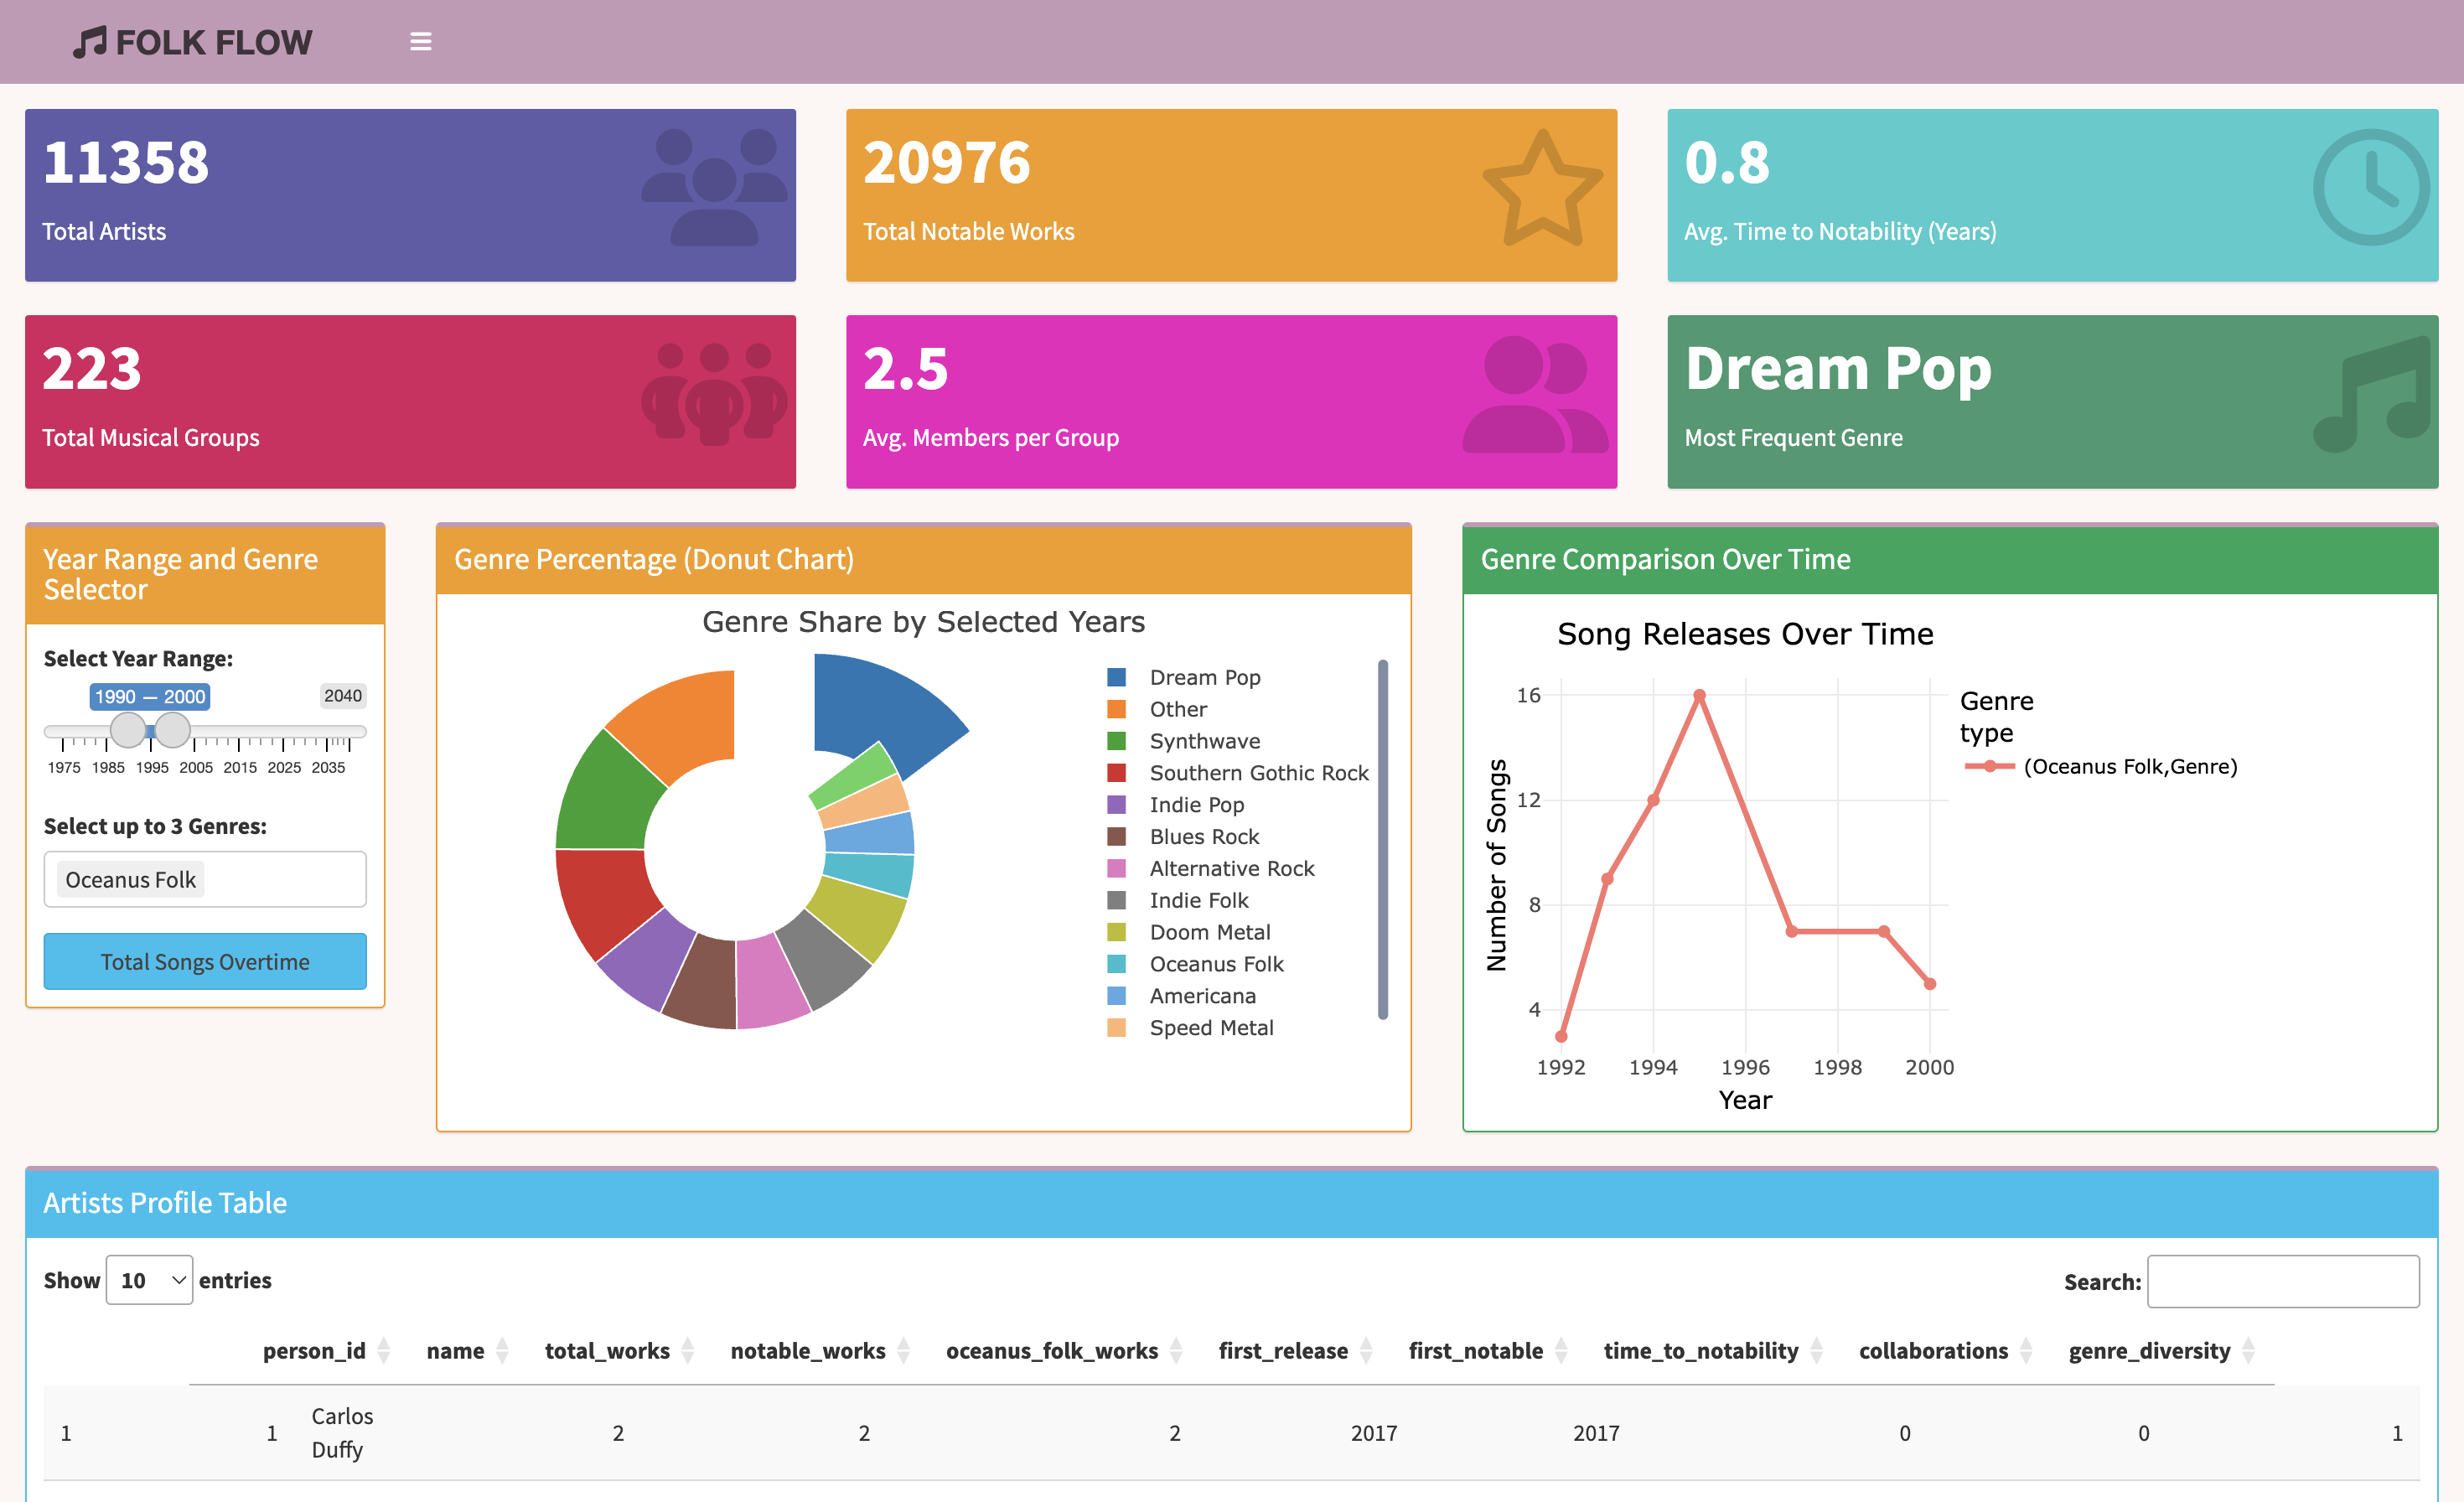 FOLK FLOW
11358
Total Artists
20976
Total Notable Works
0.8
Avg. Time to Notability (Years)
223
Total Musical Groups
2.5
Avg. Members per Group
Dream Pop
Most Frequent Genre
Year Range and Genre
Selector
Select Year Range:
1990 — 2000
2040
1975 1985 1995 2005 2015 2025 2035
Select up to 3 Genres:
Oceanus Folk
Total Songs Overtime
Genre Percentage (Donut Chart)
Genre Share by Selected Years
Dream Pop
Other
Synthwave
Southern Gothic Rock
Indie Pop
Blues Rock
Alternative Rock
Indie Folk
Doom Metal
Oceanus Folk
Americana
Speed Metal
Genre Comparison Over Time
Song Releases Over Time
Number of Songs
16
12
8
4
1992 1994 1996 1998 2000
Year
Genre
type
(Oceanus Folk,Genre)
Artists Profile Table
Show 10 entries
Search:
person_id name total_works notable_works oceanus_folk_works first_release first_notable time_to_notability collaborations genre_diversity
1 1 Carlos Duffy 2 2 2 2017 2017 0 0 1